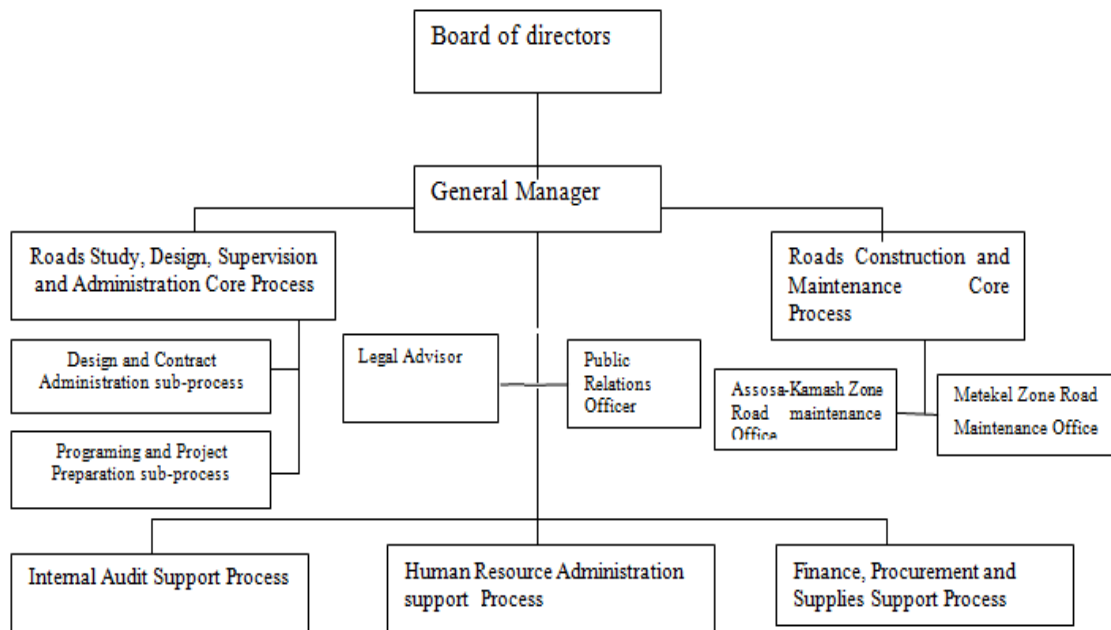 Board of directors
General Manager
Roads Study, Design, Supervision
and Administration Core Process
Roads Construction and
Maintenance Core
Process
Design and Contract
Administration sub-process
Legal Advisor
Public
Relations
Officer
Assosa-Kamash Zone
Road maintenance
Office
Metekel Zone Road
Maintenance Office
Programing and Project
Preparation sub-process
Internal Audit Support Process
Human Resource Administration
support Process
Finance, Procurement and
Supplies Support Process